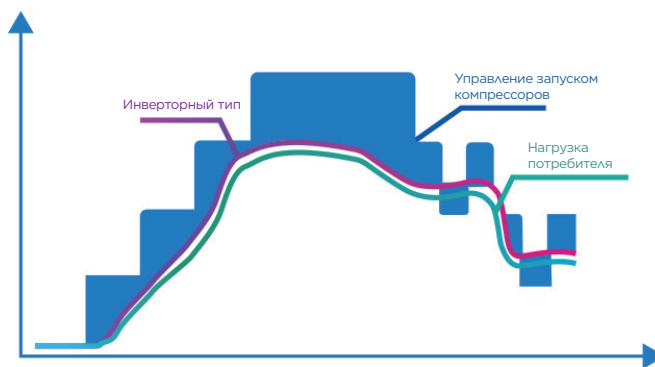 Управление запуском
компрессоров
Инверторный тип
Нагрузка
потребителя